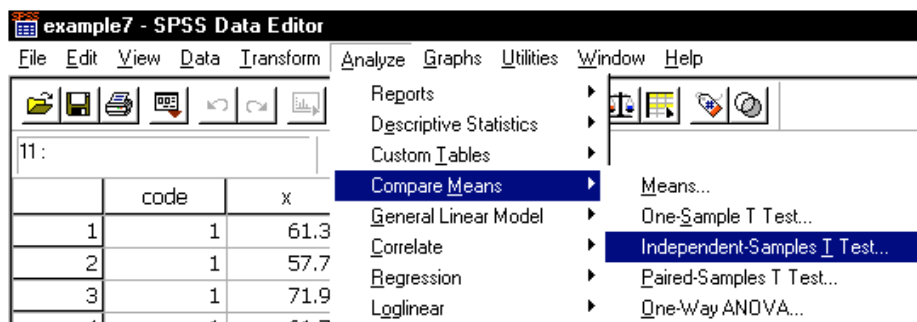 SPSS example7 - SPSS Data Editor
File Edit View Data Transform Analyze Graphs Utilities Window Help
Reports
Descriptive Statistics
11 :
Custom Tables
Compare Means
Means...
code x
General Linear Model
One-Sample T Test...
1 1 61.3
Correlate
Independent-Samples T Test...
2 1 57.7
Regression
Paired-Samples T Test...
3 1 71.9
Loglinear
One-Way ANOVA...